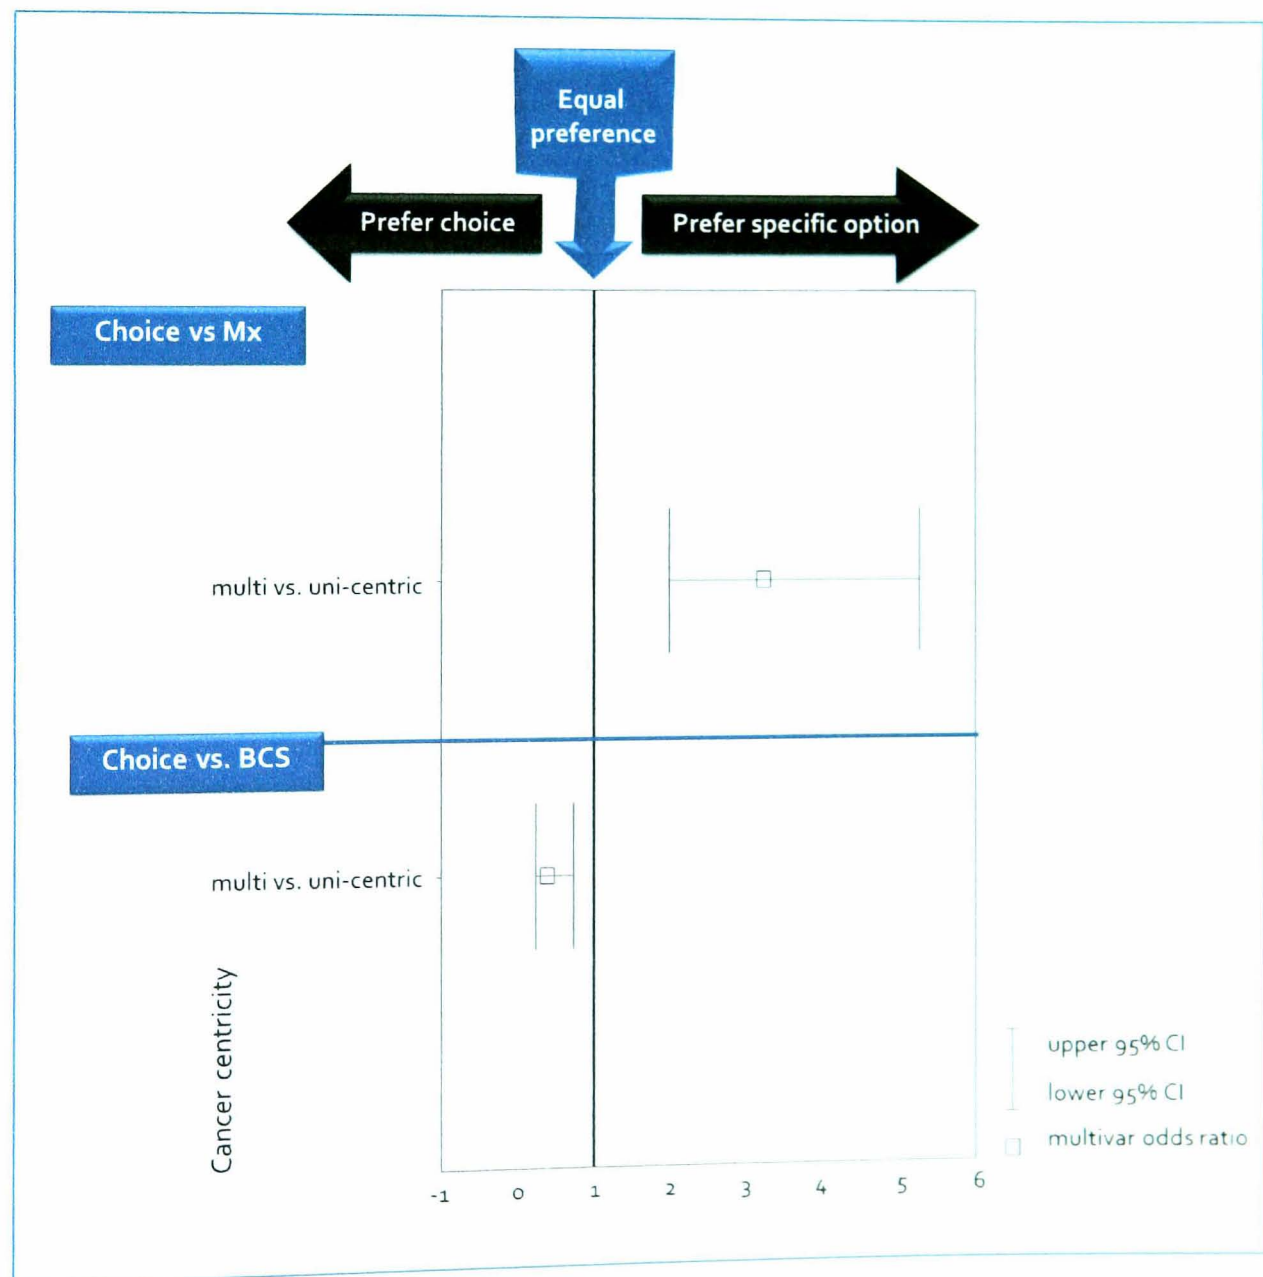 Equal
preference
Prefer choice
Prefer specific option
Choice vs Mx
multi vs. uni-centric
Choice vs. BCS
multi vs. uni-centric
Cancer centricity
upper 95% CI
lower 95% CI
multivar odds ratio
-1 0 1 2 3 4 5 6